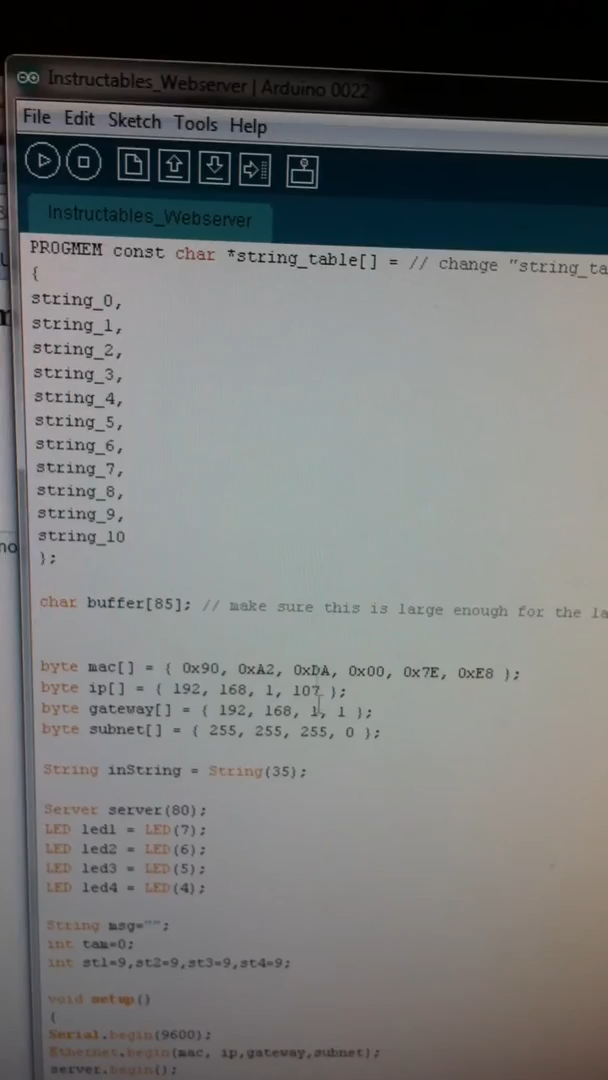 Instructables_Webserver | Arduino 0022
File Edit Sketch Tools Help
Instructables_Webserver
PROGMEM const char *string_table[] = // change "string_ta
{
string_0,
string_1,
string_2,
string_3,
string_4,
string_5,
string_6,
string_7,
string_8,
string_9,
string_10
};
char buffer[85]; // make sure this is large enough for the la
byte mac[] = { 0x90, 0xA2, 0xDA, 0x00, 0x7E, 0xE8 };
byte ip[] = { 192, 168, 1, 107 };
byte gateway[] = { 192, 168, 1, 1 };
byte subnet[] = { 255, 255, 255, 0 };
String inString = String(35);
Server server(80);
LED led1 = LED(7);
LED led2 = LED(6);
LED led3 = LED(5);
LED led4 = LED(4);
String msg="";
int tam=0;
int st1=9,st2=9,st3=9,st4=9;
void setup()
{
Serial.begin(9600);
Ethernet.begin(mac, ip,gateway,subnet);
server.begin();